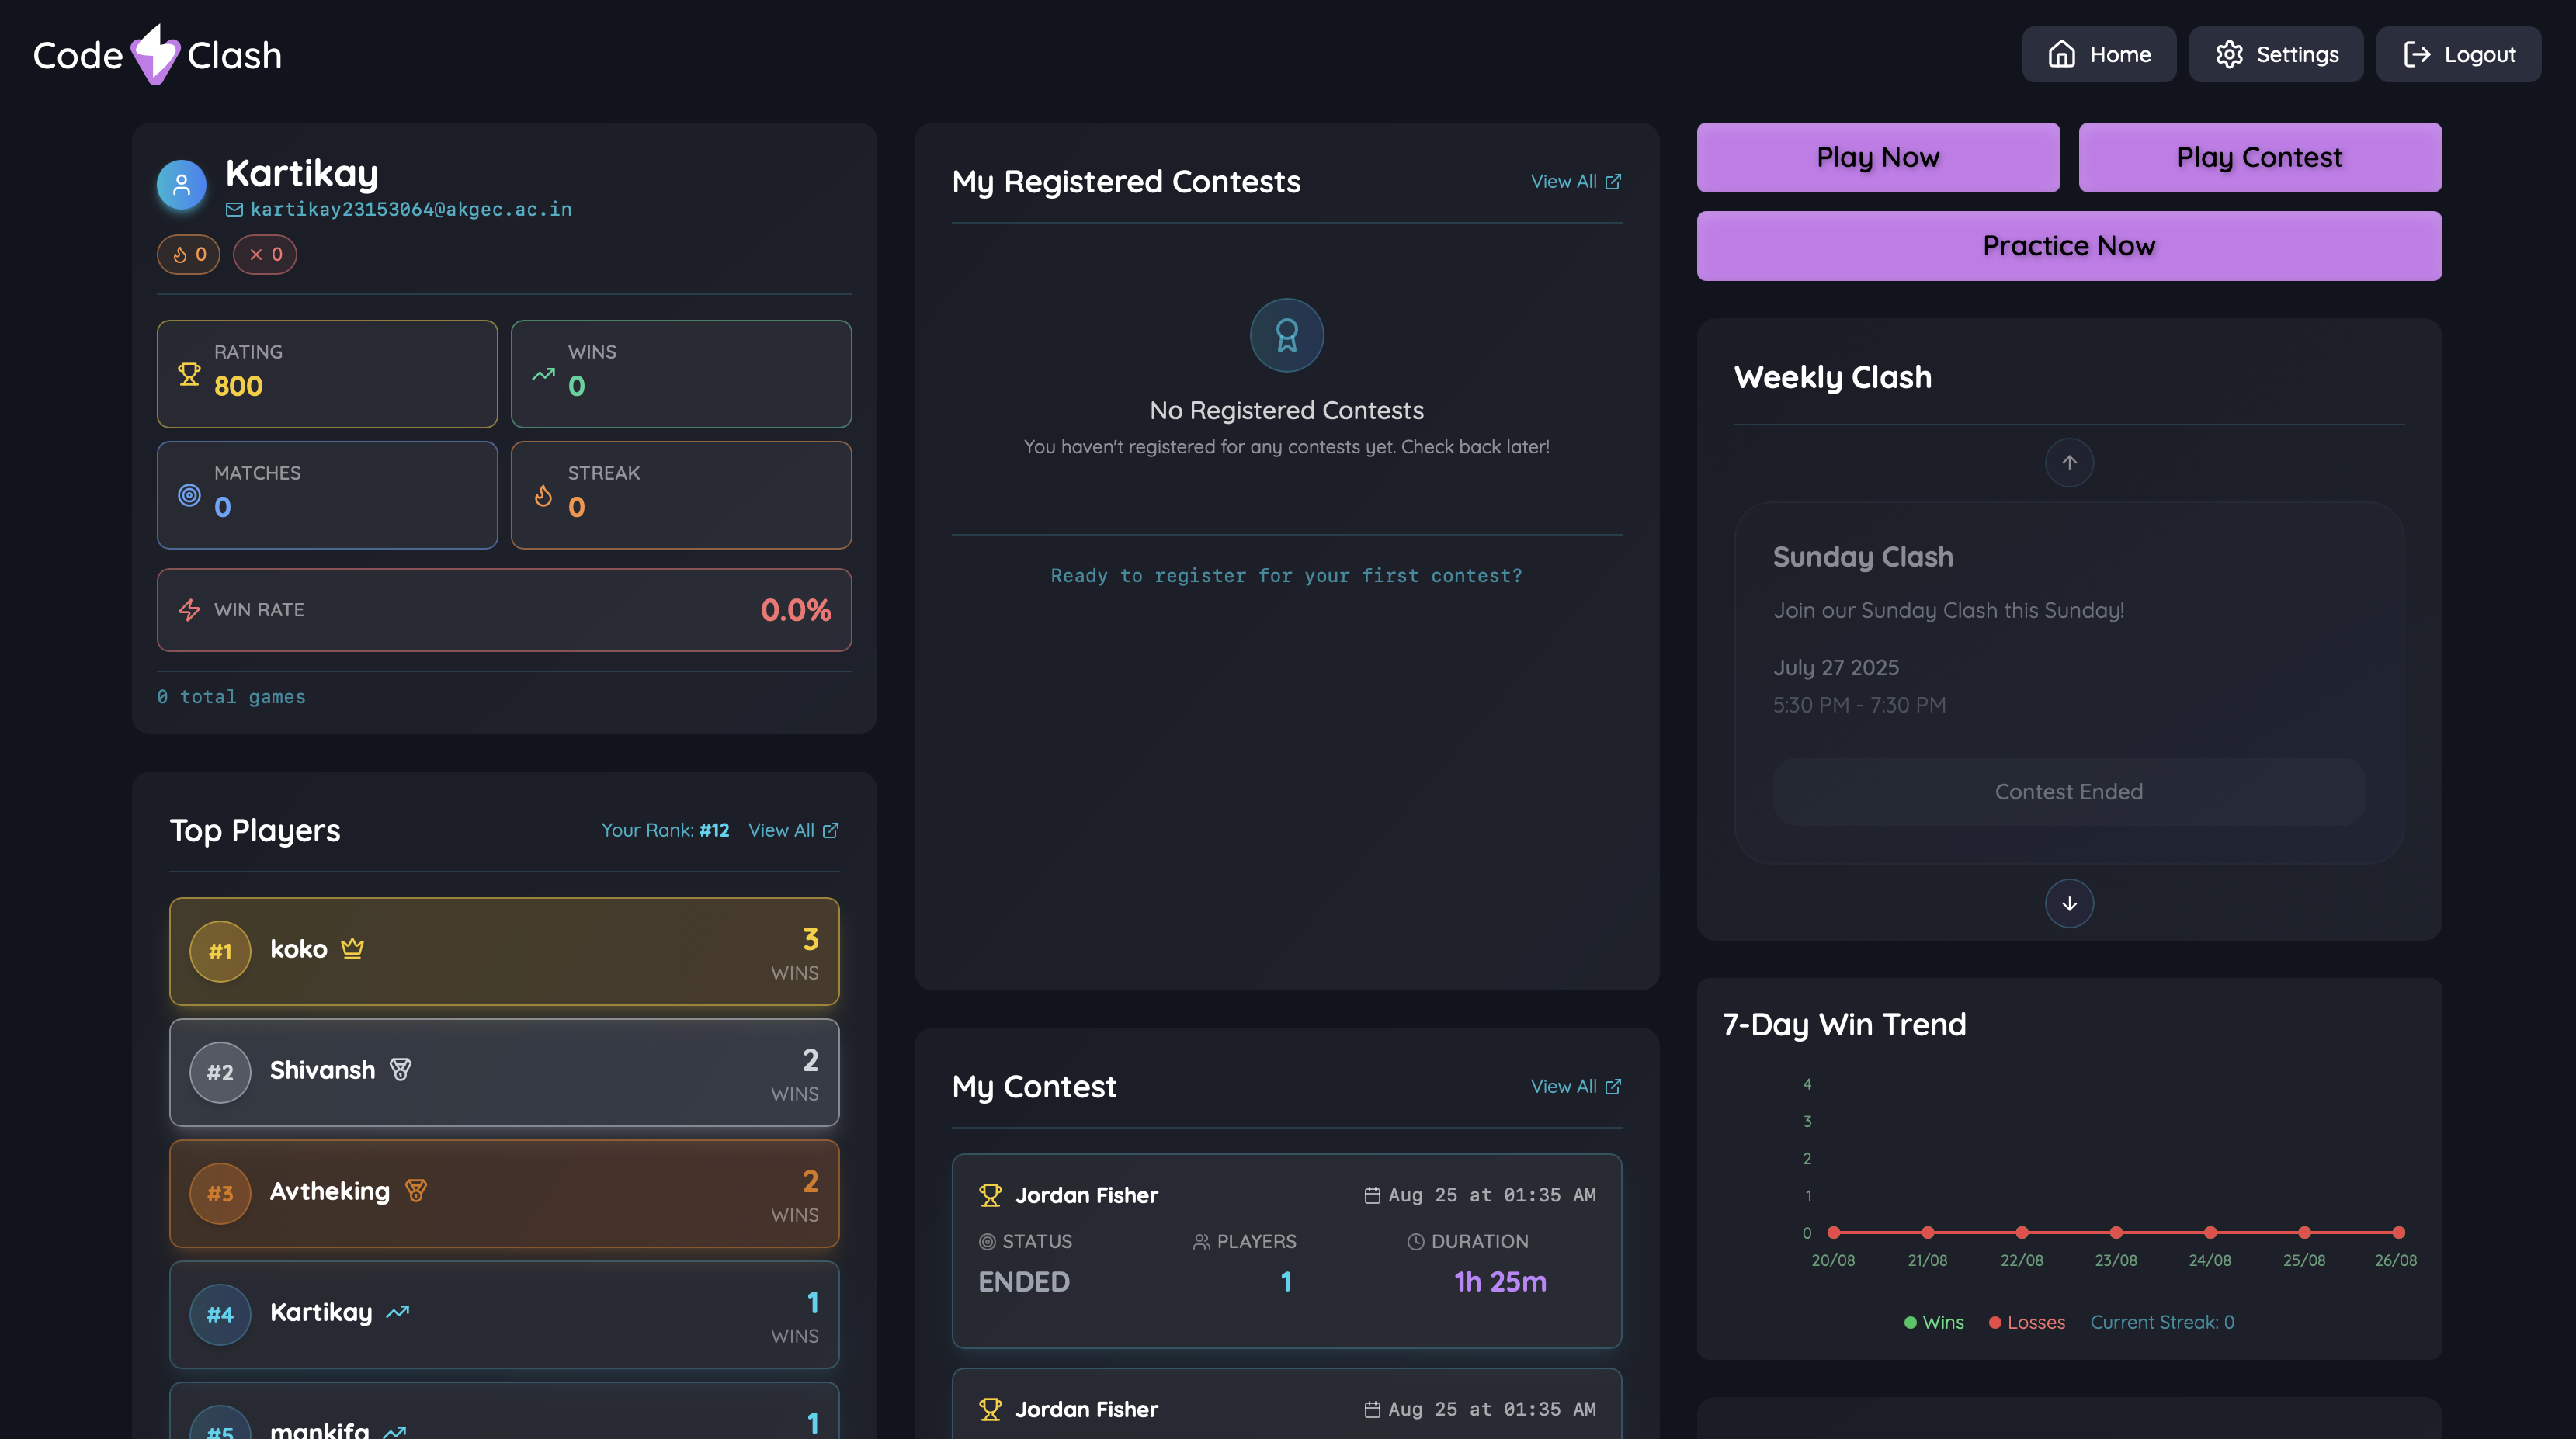 Code Clash
Home
Settings
Logout
Kartikay
kartikay23153064@akgec.ac.in
0
0
RATING
800
WINS
0
MATCHES
0
STREAK
0
WIN RATE
0.0%
0 total games
Top Players
Your Rank: #12
View All
#1
koko
3
WINS
#2
Shivansh
2
WINS
#3
Avtheking
2
WINS
#4
Kartikay
1
WINS
#5
mankifg
1
My Registered Contests
View All
No Registered Contests
You haven't registered for any contests yet. Check back later!
Ready to register for your first contest?
My Contest
View All
Jordan Fisher
Aug 25 at 01:35 AM
STATUS
PLAYERS
DURATION
ENDED
1
1h 25m
Jordan Fisher
Aug 25 at 01:35 AM
Play Now
Play Contest
Practice Now
Weekly Clash
Sunday Clash
Join our Sunday Clash this Sunday!
July 27 2025
5:30 PM - 7:30 PM
Contest Ended
7-Day Win Trend
4
3
2
1
0
20/08
21/08
22/08
23/08
24/08
25/08
26/08
Wins
Losses
Current Streak: 0